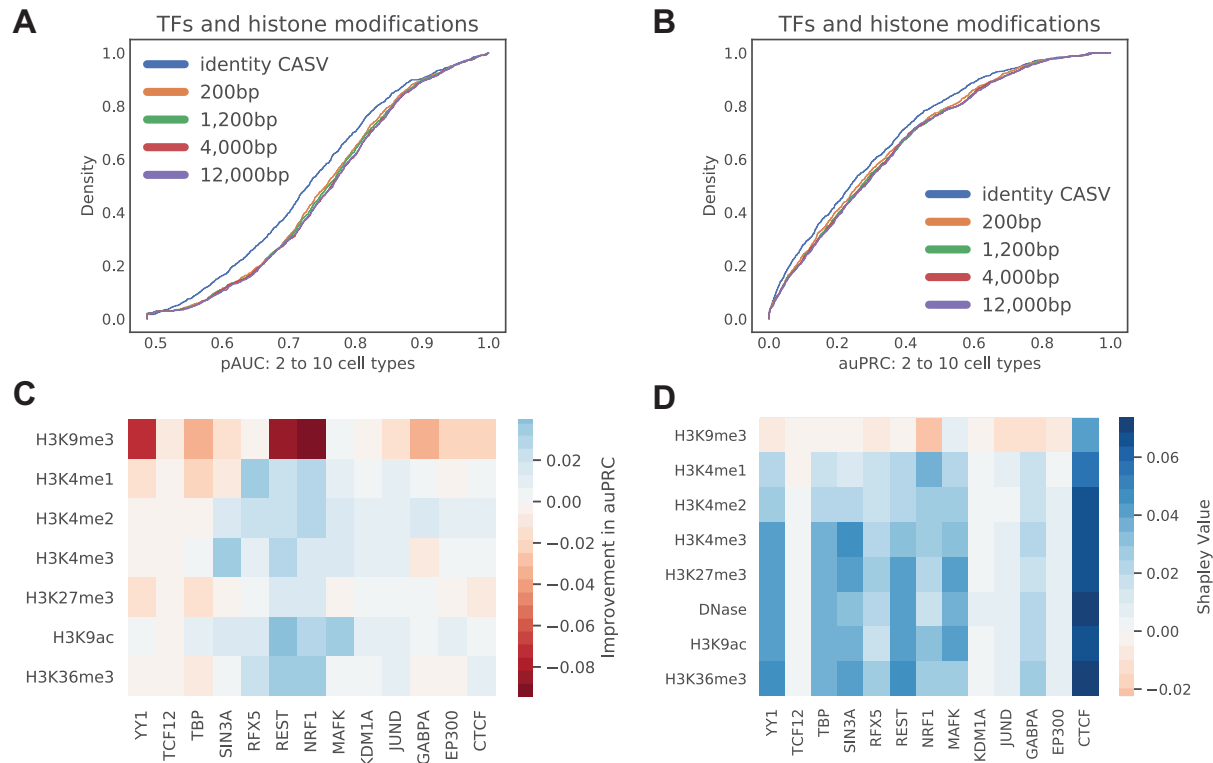 A
TFs and histone modifications
1.0
0.8
0.6
0.4
0.2
0.0
Density
identity CASV
200bp
1,200bp
4,000bp
12,000bp
0.5 0.6 0.7 0.8 0.9 1.0
pAUC: 2 to 10 cell types
B
TFs and histone modifications
1.0
0.8
0.6
0.4
0.2
0.0
Density
identity CASV
200bp
1,200bp
4,000bp
12,000bp
0.0 0.2 0.4 0.6 0.8 1.0
auPRC: 2 to 10 cell types
C
H3K9me3
H3K4me1
H3K4me2
H3K4me3
H3K27me3
H3K9ac
H3K36me3
YY1
TCF12
TBP
SIN3A
RFX5
REST
NRF1
MAFK
KDM1A
JUND
GABPA
EP300
CTCF
0.02
0.00
−0.02
−0.04
−0.06
−0.08
Improvement in auPRC
D
H3K9me3
H3K4me1
H3K4me2
H3K4me3
H3K27me3
DNase
H3K9ac
H3K36me3
YY1
TCF12
TBP
SIN3A
RFX5
REST
NRF1
MAFK
KDM1A
JUND
GABPA
EP300
CTCF
0.06
0.04
0.02
0.00
−0.02
Shapley Value